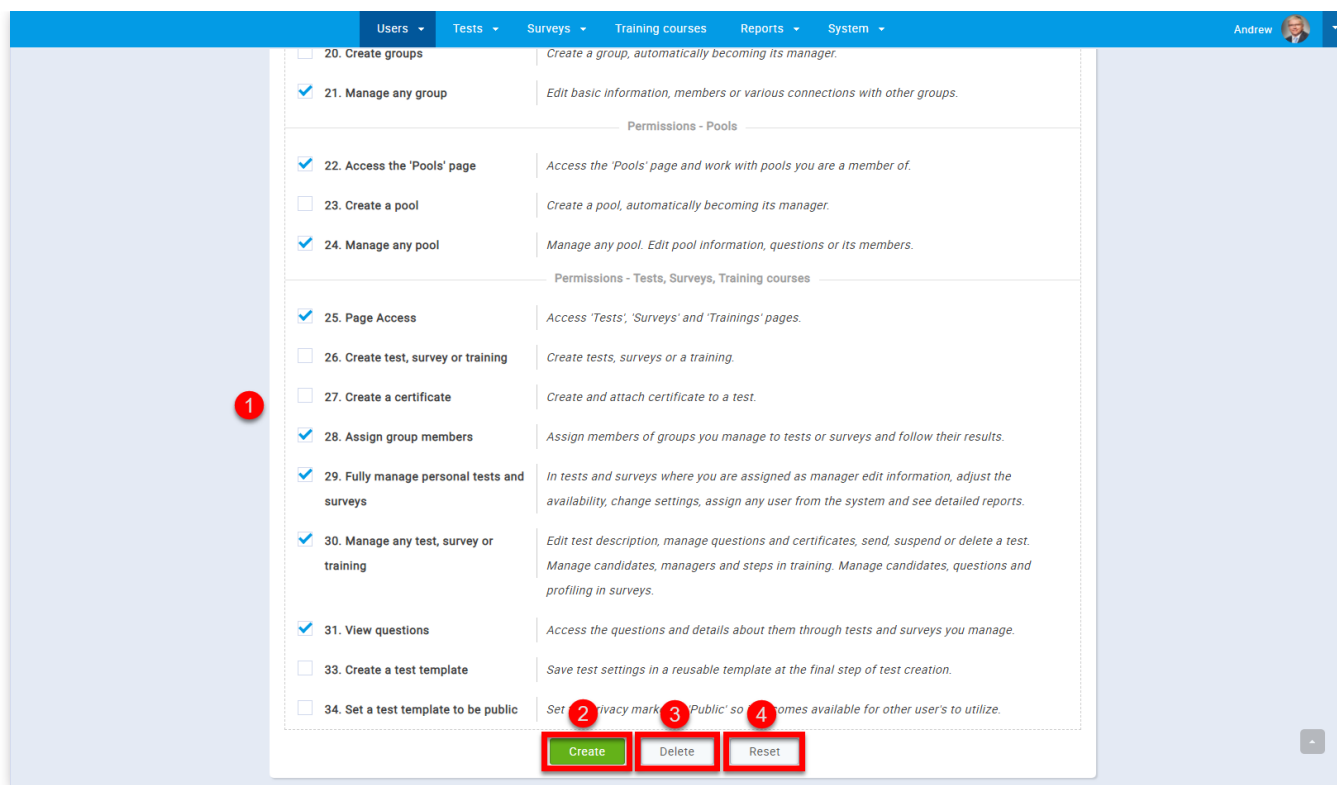 Users Tests Surveys Training courses Reports System Andrew
20. Create groups Create a group, automatically becoming its manager.
21. Manage any group Edit basic information, members or various connections with other groups.
Permissions - Pools
22. Access the 'Pools' page Access the 'Pools' page and work with pools you are a member of.
23. Create a pool Create a pool, automatically becoming its manager.
24. Manage any pool Manage any pool. Edit pool information, questions or its members.
Permissions - Tests, Surveys, Training courses
25. Page Access Access 'Tests', 'Surveys' and 'Trainings' pages.
26. Create test, survey or training Create tests, surveys or a training.
1
27. Create a certificate Create and attach certificate to a test.
28. Assign group members Assign members of groups you manage to tests or surveys and follow their results.
29. Fully manage personal tests and In tests and surveys where you are assigned as manager edit information, adjust the
surveys availability, change settings, assign any user from the system and see detailed reports.
30. Manage any test, survey or Edit test description, manage questions and certificates, send, suspend or delete a test.
training Manage candidates, managers and steps in training. Manage candidates, questions and
profiling in surveys.
31. View questions Access the questions and details about them through tests and surveys you manage.
33. Create a test template Save test settings in a reusable template at the final step of test creation.
34. Set a test template to be public Set 'Public' so available for other user's to utilize.
2 3 4
Create Delete Reset